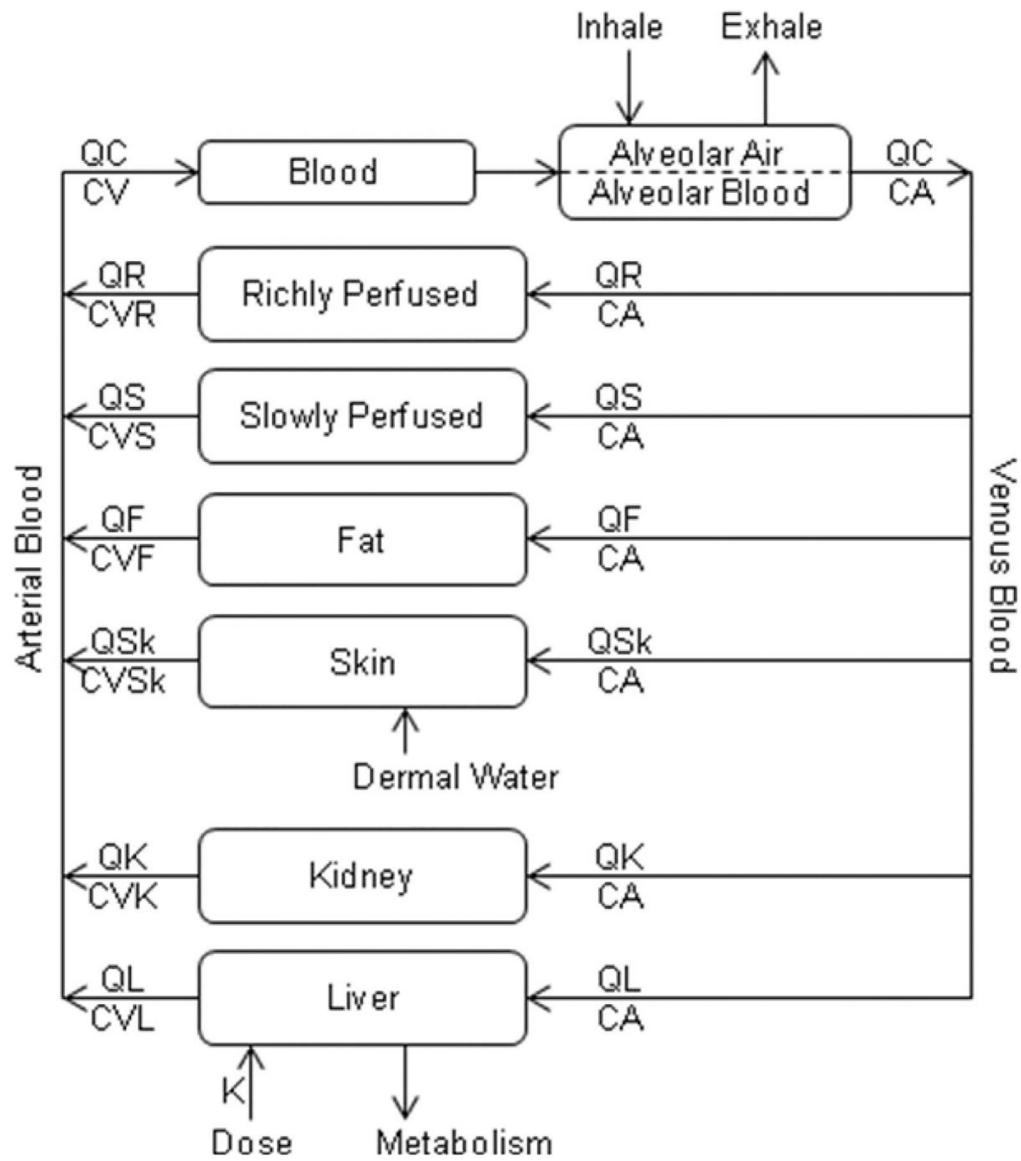 Inhale Exhale
QC
CV
Blood
Alveolar Air
Alveolar Blood
QC
CA
QR
CVR
Richly Perfused
QR
CA
QS
CVS
Slowly Perfused
QS
CA
Arterial Blood
Venous Blood
QF
CVF
Fat
QF
CA
QSk
CVSk
Skin
QSk
CA
Dermal Water
QK
CVK
Kidney
QK
CA
QL
CVL
Liver
QL
CA
K
Dose
Metabolism